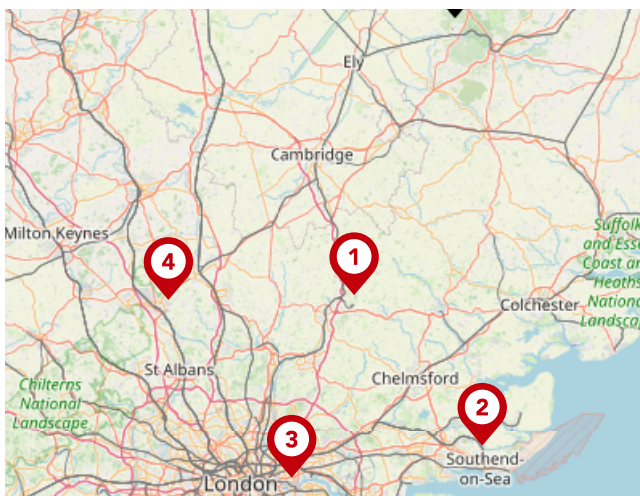 Ely
Cambridge
Milton Keynes
Suffolk
and Esse
Coast an
Heaths
Nationa
Landscap
1
4
Colchester
St Albans
Chelmsford
Chilterns
National
Landscape
2
3
Southend-
on-Sea
London